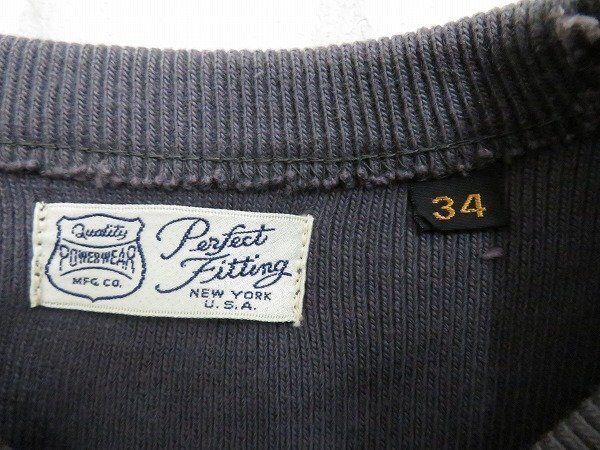 Quality
POWERWEAR
MFG. CO.
Perfect
Fitting
NEW YORK
U.S.A.
34